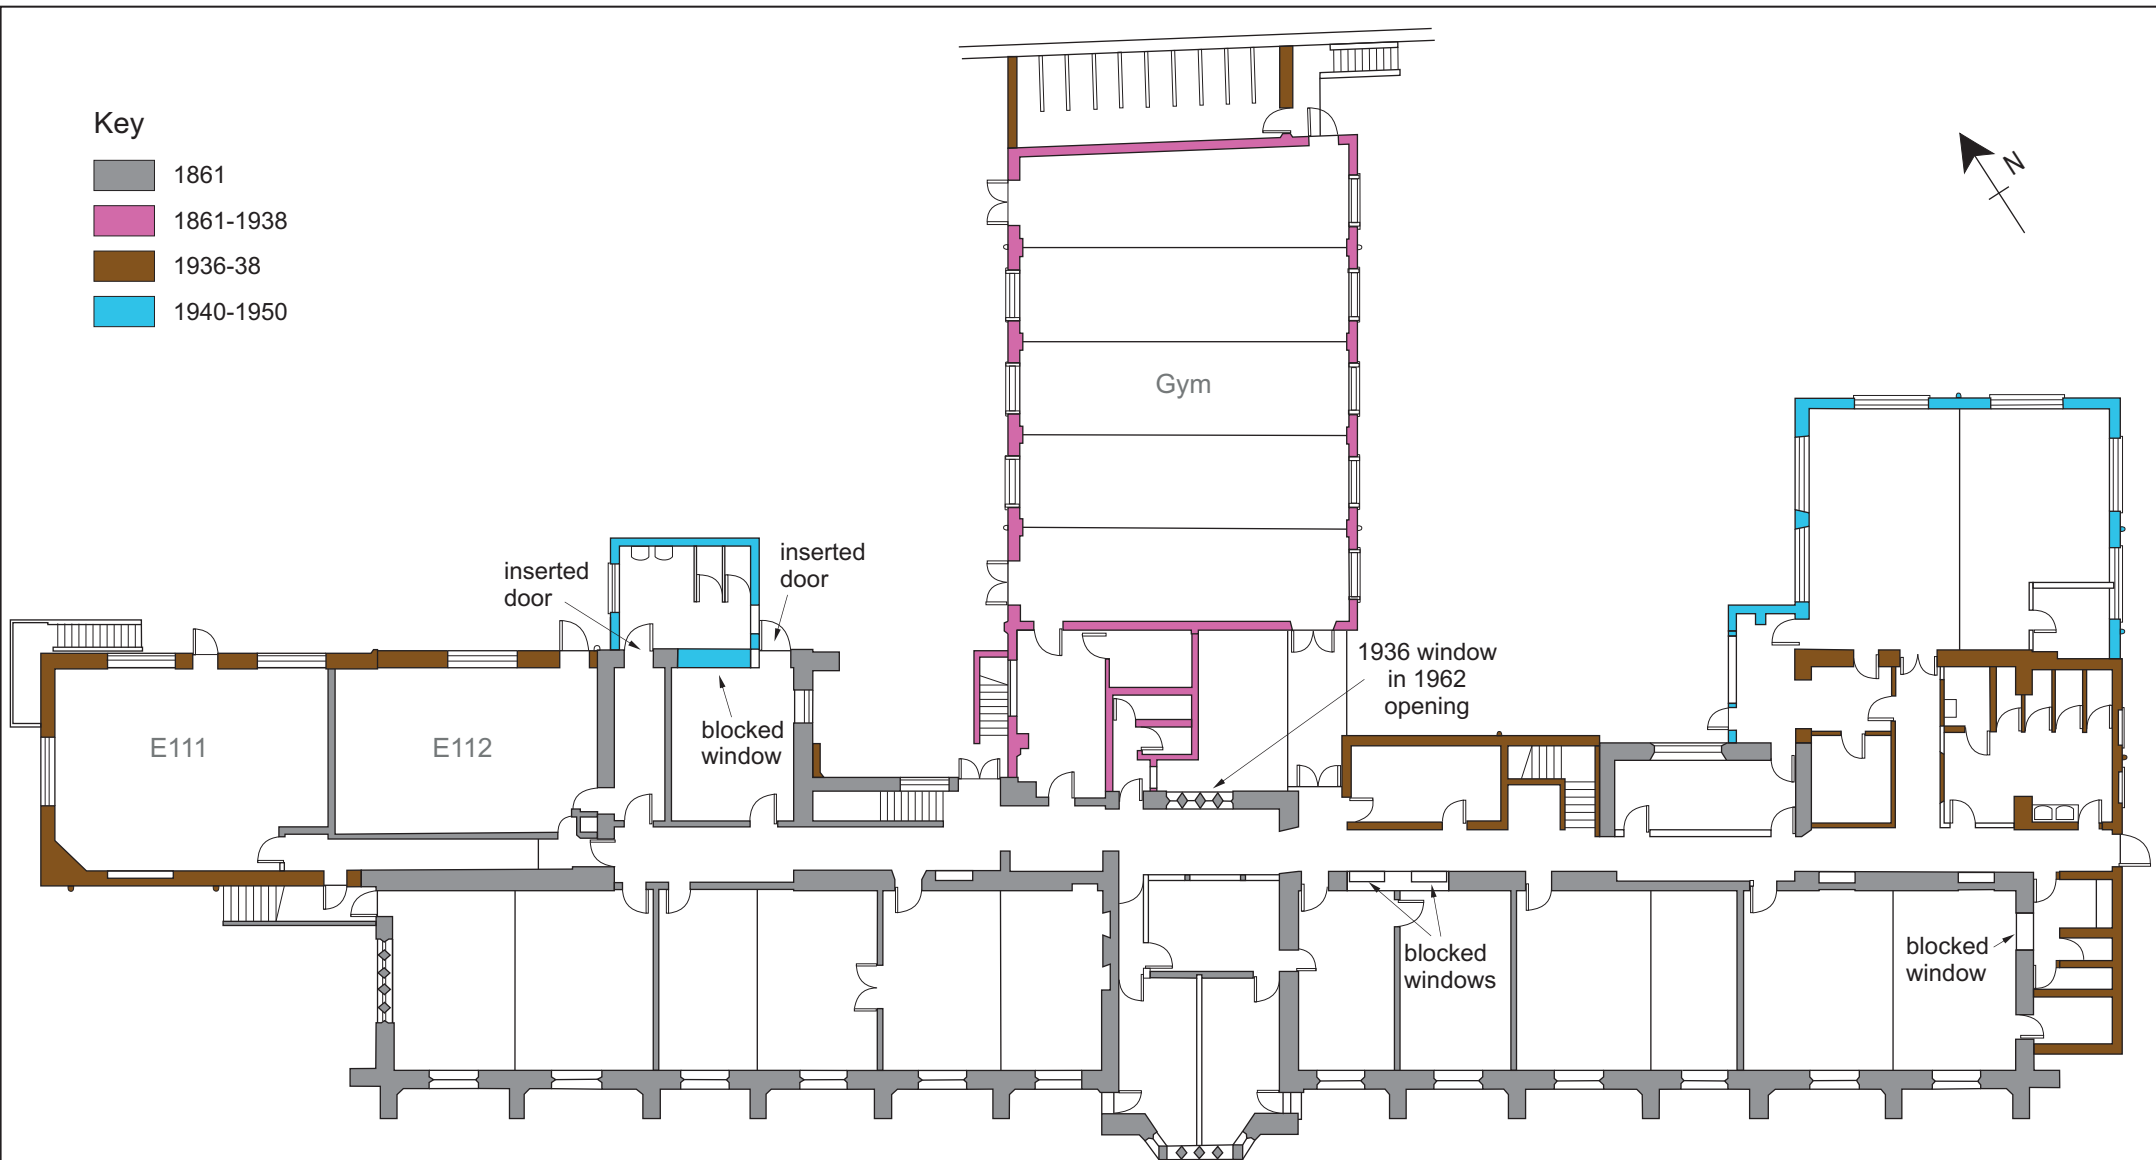 Key
1861
1861-1938
1936-38
1940-1950
N
Gym
inserted
door
inserted
door
blocked
window
E111
E112
1936 window
in 1962
opening
blocked
windows
blocked
window